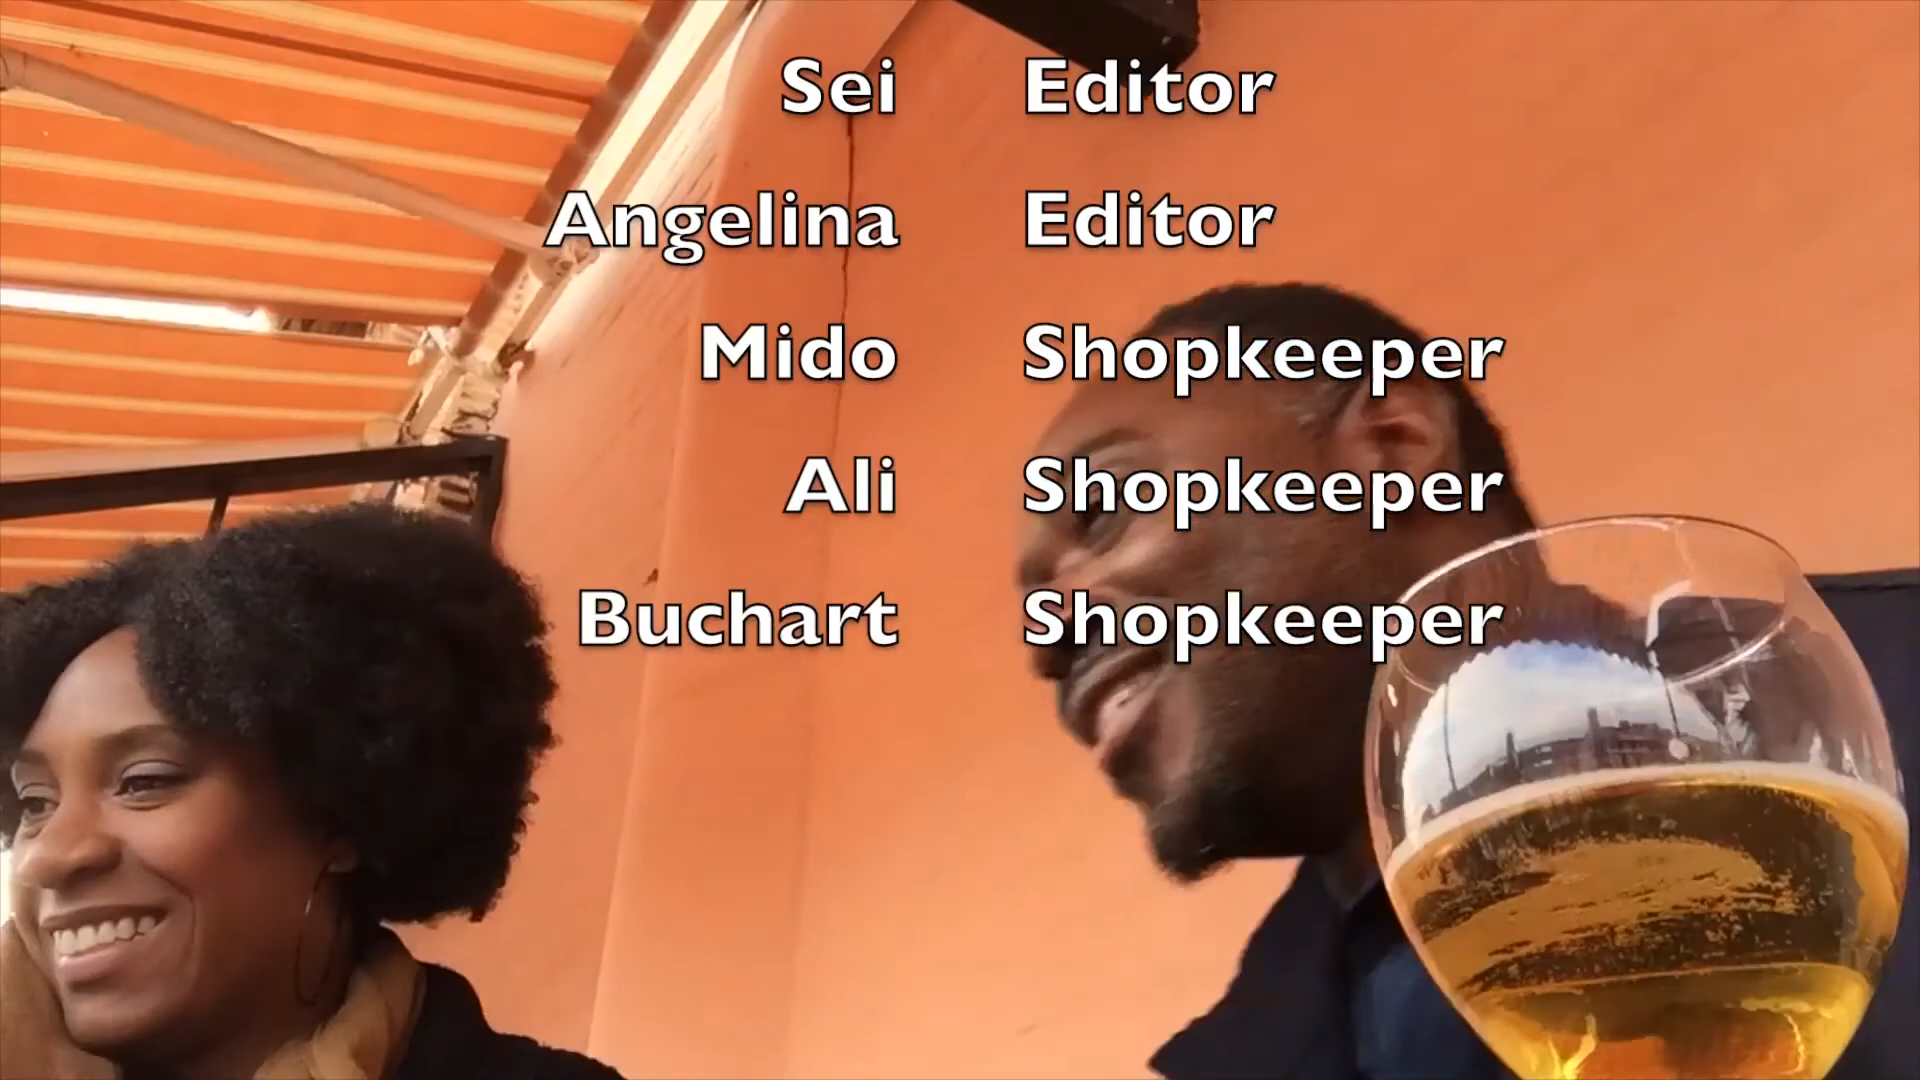 Sei Editor
Angelina Editor
Mido Shopkeeper
Ali Shopkeeper
Buchart Shopkeeper